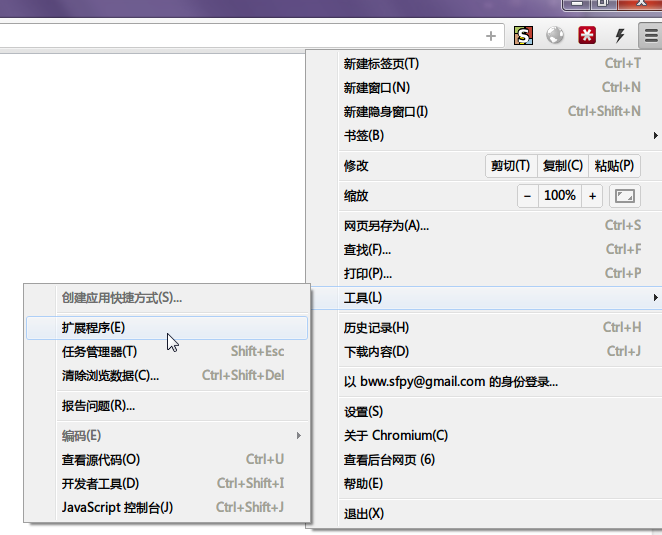 新建标签页(T) Ctrl+T
新建窗口(N) Ctrl+N
新建隐身窗口(I) Ctrl+Shift+N
书签(B)
修改 剪切(T) 复制(C) 粘贴(P)
缩放 − 100% +
网页另存为(A)... Ctrl+S
查找(F)... Ctrl+F
打印(P)... Ctrl+P
工具(L)
历史记录(H) Ctrl+H
下载内容(D) Ctrl+J
以 bww.sfpy@gmail.com 的身份登录...
设置(S)
关于 Chromium(C)
查看后台网页 (6)
帮助(E)
退出(X)
创建应用快捷方式(S)...
扩展程序(E)
任务管理器(T) Shift+Esc
清除浏览数据(C)... Ctrl+Shift+Del
报告问题(R)...
编码(E)
查看源代码(O) Ctrl+U
开发者工具(D) Ctrl+Shift+I
JavaScript 控制台(J) Ctrl+Shift+J